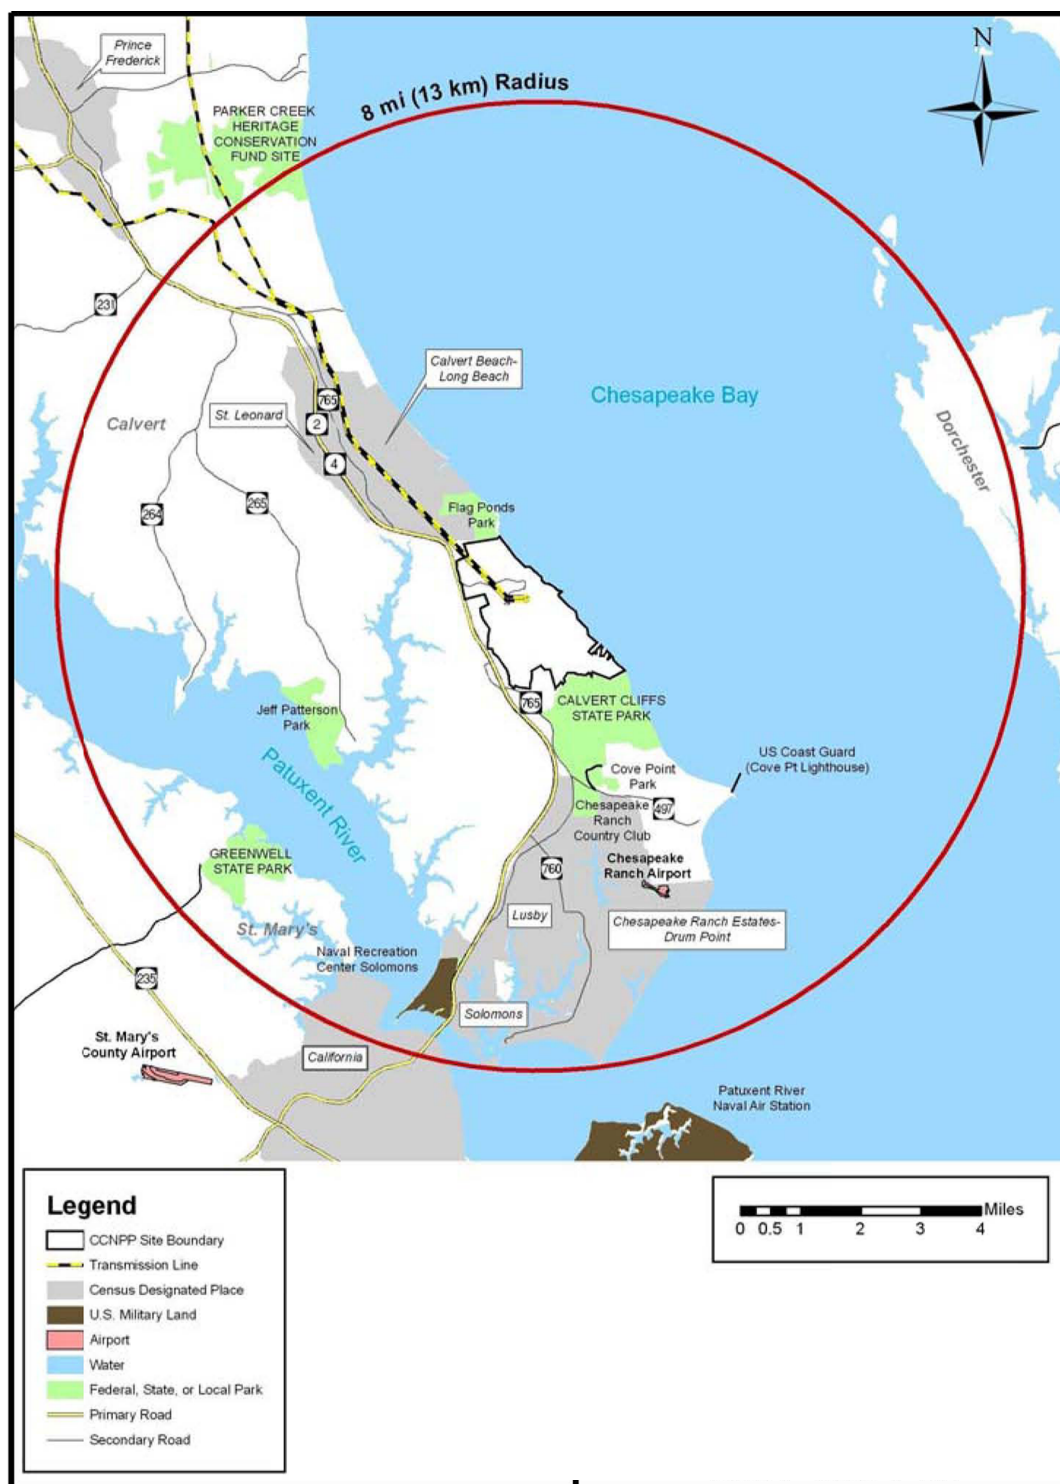 N
Prince
Frederick
8 mi (13 km) Radius
PARKER CREEK
HERITAGE
CONSERVATION
FUND SITE
231
Calvert Beach-
Long Beach
Chesapeake Bay
765
St. Leonard
2
Calvert
Dorchester
4
265
264
Flag Ponds
Park
765
CALVERT CLIFFS
STATE PARK
Jeff Patterson
Park
US Coast Guard
(Cove Pt Lighthouse)
Cove Point
Park
Patuxent River
497
Chesapeake
Ranch
Country Club
GREENWELL
STATE PARK
Chesapeake
Ranch Airport
760
Lusby
Chesapeake Ranch Estates-
Drum Point
St. Mary's
Naval Recreation
Center Solomons
235
Solomons
St. Mary's
County Airport
California
Patuxent River
Naval Air Station
Legend
CCNPP Site Boundary
Transmission Line
Census Designated Place
U.S. Military Land
Airport
Water
Federal, State, or Local Park
Primary Road
Secondary Road
Miles
0 0.5 1 2 3 4